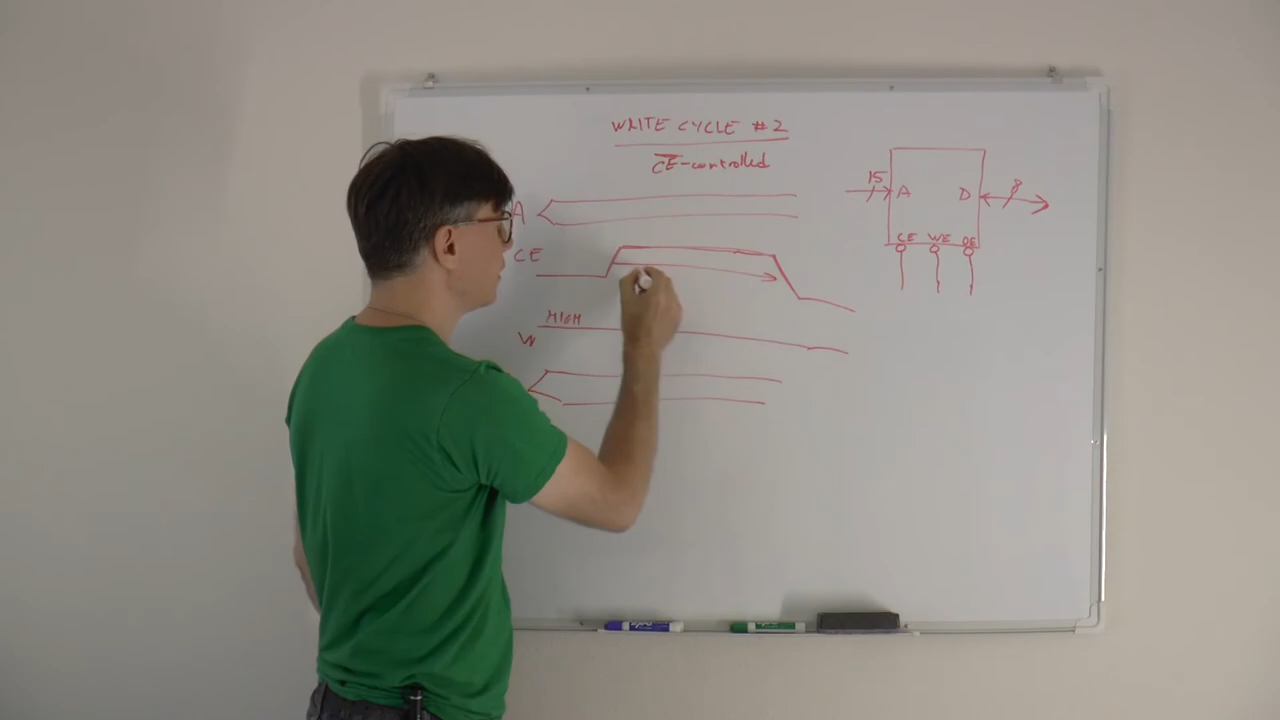 WRITE CYCLE #2
CE-controlled
15
8
A
A
D
CE
CE WE OE
HIGH
W